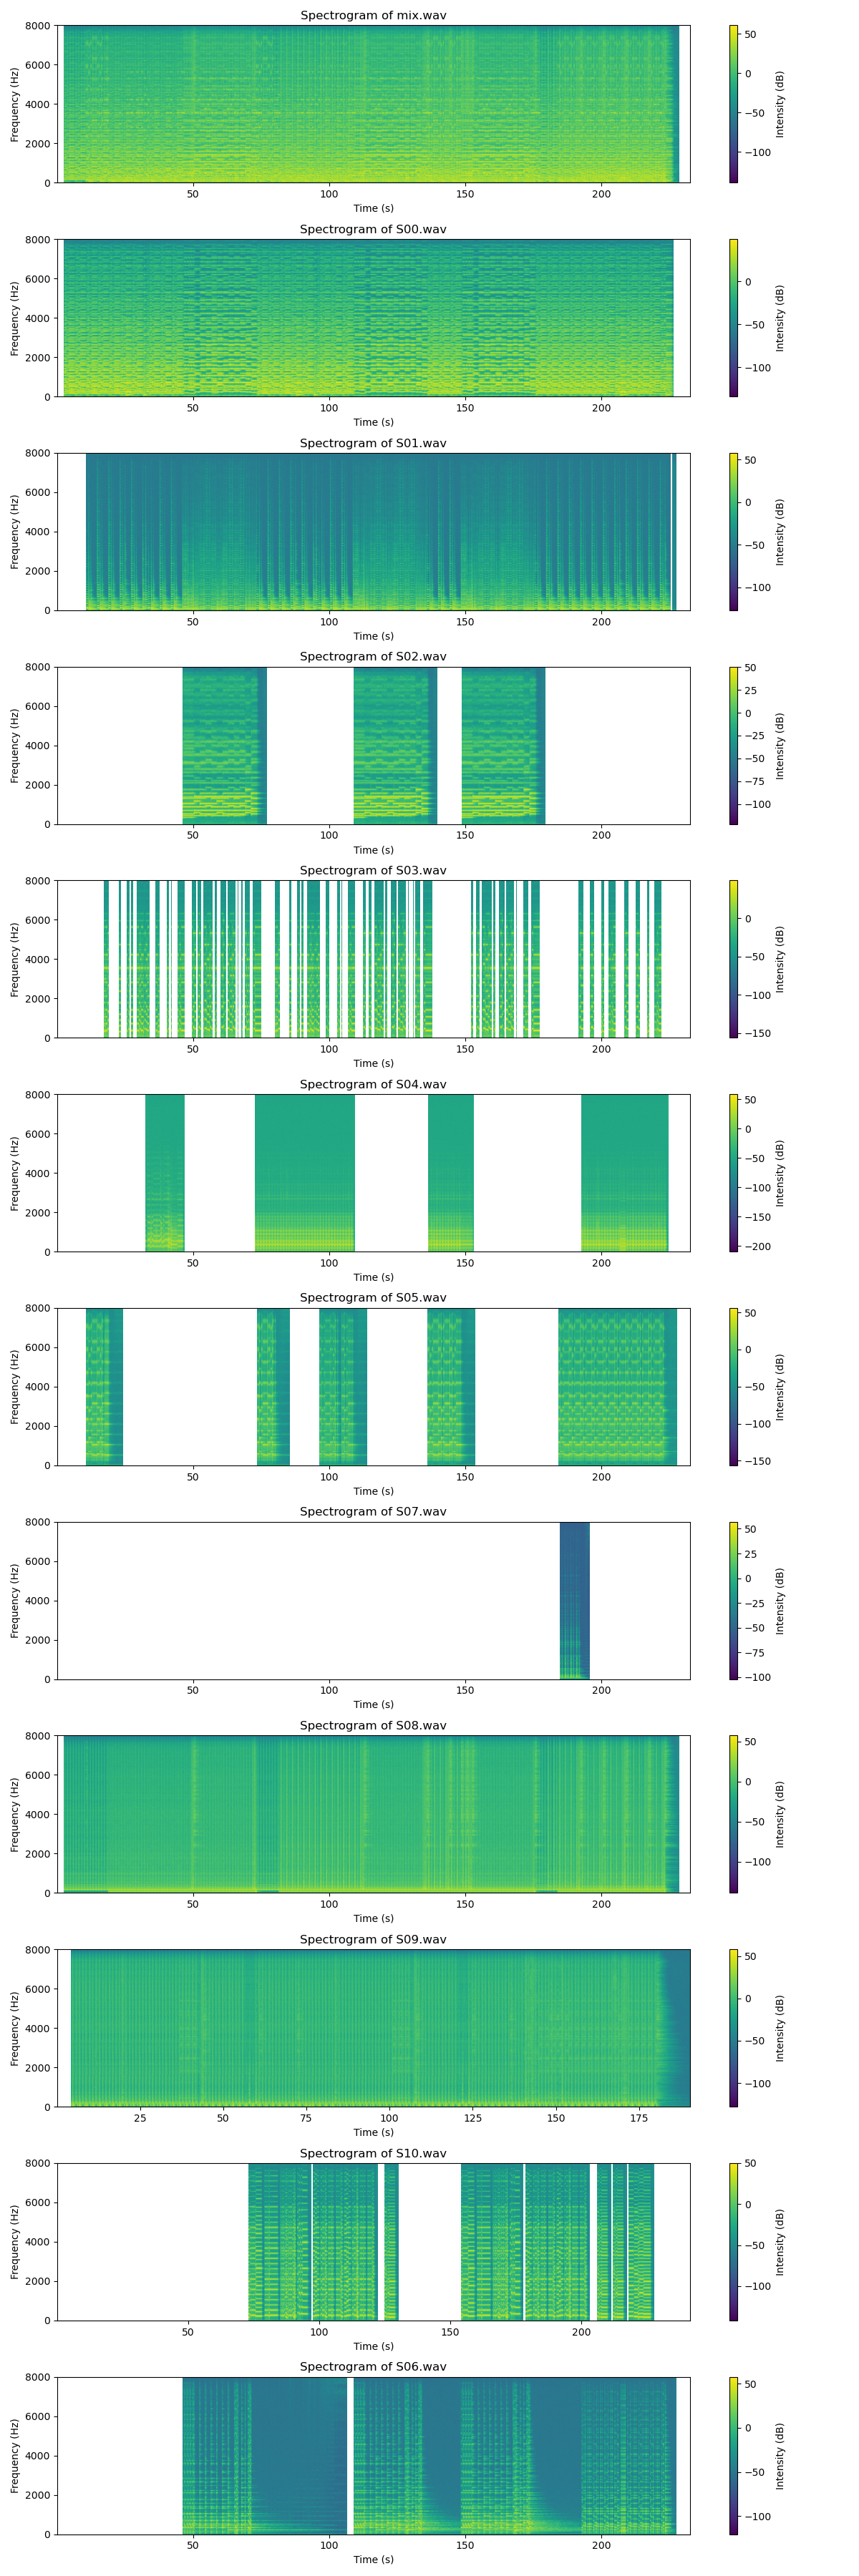 Spectrogram of mix.wav
8000
6000
4000
2000
0
Frequency (Hz)
50 100 150 200
Time (s)
50
0
−50
−100
Intensity (dB)
Spectrogram of S00.wav
8000
6000
4000
2000
0
Frequency (Hz)
50 100 150 200
Time (s)
0
−50
−100
Intensity (dB)
Spectrogram of S01.wav
8000
6000
4000
2000
0
Frequency (Hz)
50 100 150 200
Time (s)
50
0
−50
−100
Intensity (dB)
Spectrogram of S02.wav
8000
6000
4000
2000
0
Frequency (Hz)
50 100 150 200
Time (s)
50
25
0
−25
−50
−75
−100
Intensity (dB)
Spectrogram of S03.wav
8000
6000
4000
2000
0
Frequency (Hz)
50 100 150 200
Time (s)
0
−50
−100
−150
Intensity (dB)
Spectrogram of S04.wav
8000
6000
4000
2000
0
Frequency (Hz)
50 100 150 200
Time (s)
50
0
−50
−100
−150
−200
Intensity (dB)
Spectrogram of S05.wav
8000
6000
4000
2000
0
Frequency (Hz)
50 100 150 200
Time (s)
50
0
−50
−100
−150
Intensity (dB)
Spectrogram of S07.wav
8000
6000
4000
2000
0
Frequency (Hz)
50 100 150 200
Time (s)
50
25
0
−25
−50
−75
−100
Intensity (dB)
Spectrogram of S08.wav
8000
6000
4000
2000
0
Frequency (Hz)
50 100 150 200
Time (s)
50
0
−50
−100
Intensity (dB)
Spectrogram of S09.wav
8000
6000
4000
2000
0
Frequency (Hz)
25 50 75 100 125 150 175
Time (s)
50
0
−50
−100
Intensity (dB)
Spectrogram of S10.wav
8000
6000
4000
2000
0
Frequency (Hz)
50 100 150 200
Time (s)
50
0
−50
−100
Intensity (dB)
Spectrogram of S06.wav
8000
6000
4000
2000
0
Frequency (Hz)
50 100 150 200
Time (s)
50
0
−50
−100
Intensity (dB)